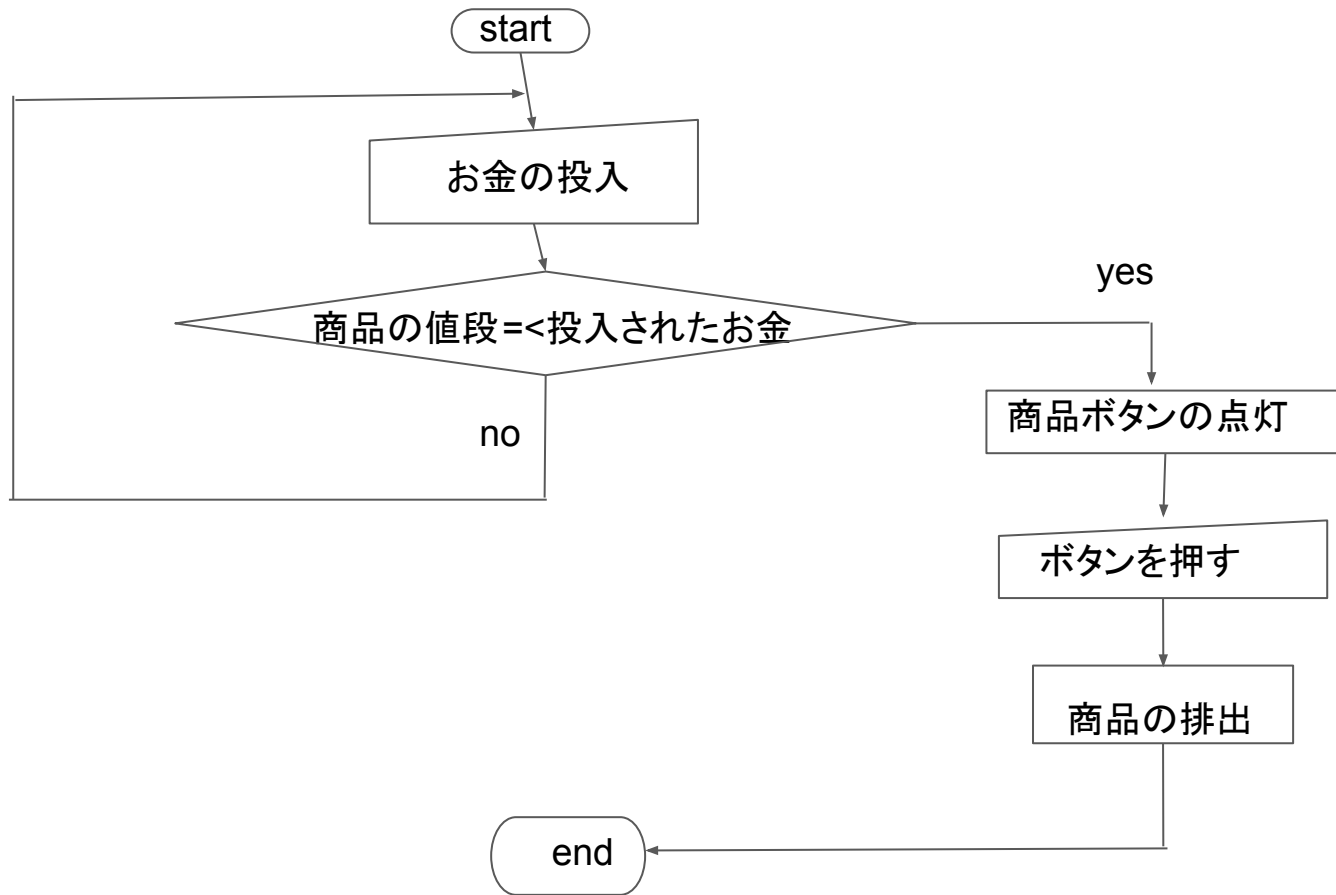 start
お金の投入
商品の値段=<投入されたお金
yes
no
商品ボタンの点灯
ボタンを押す
商品の排出
end